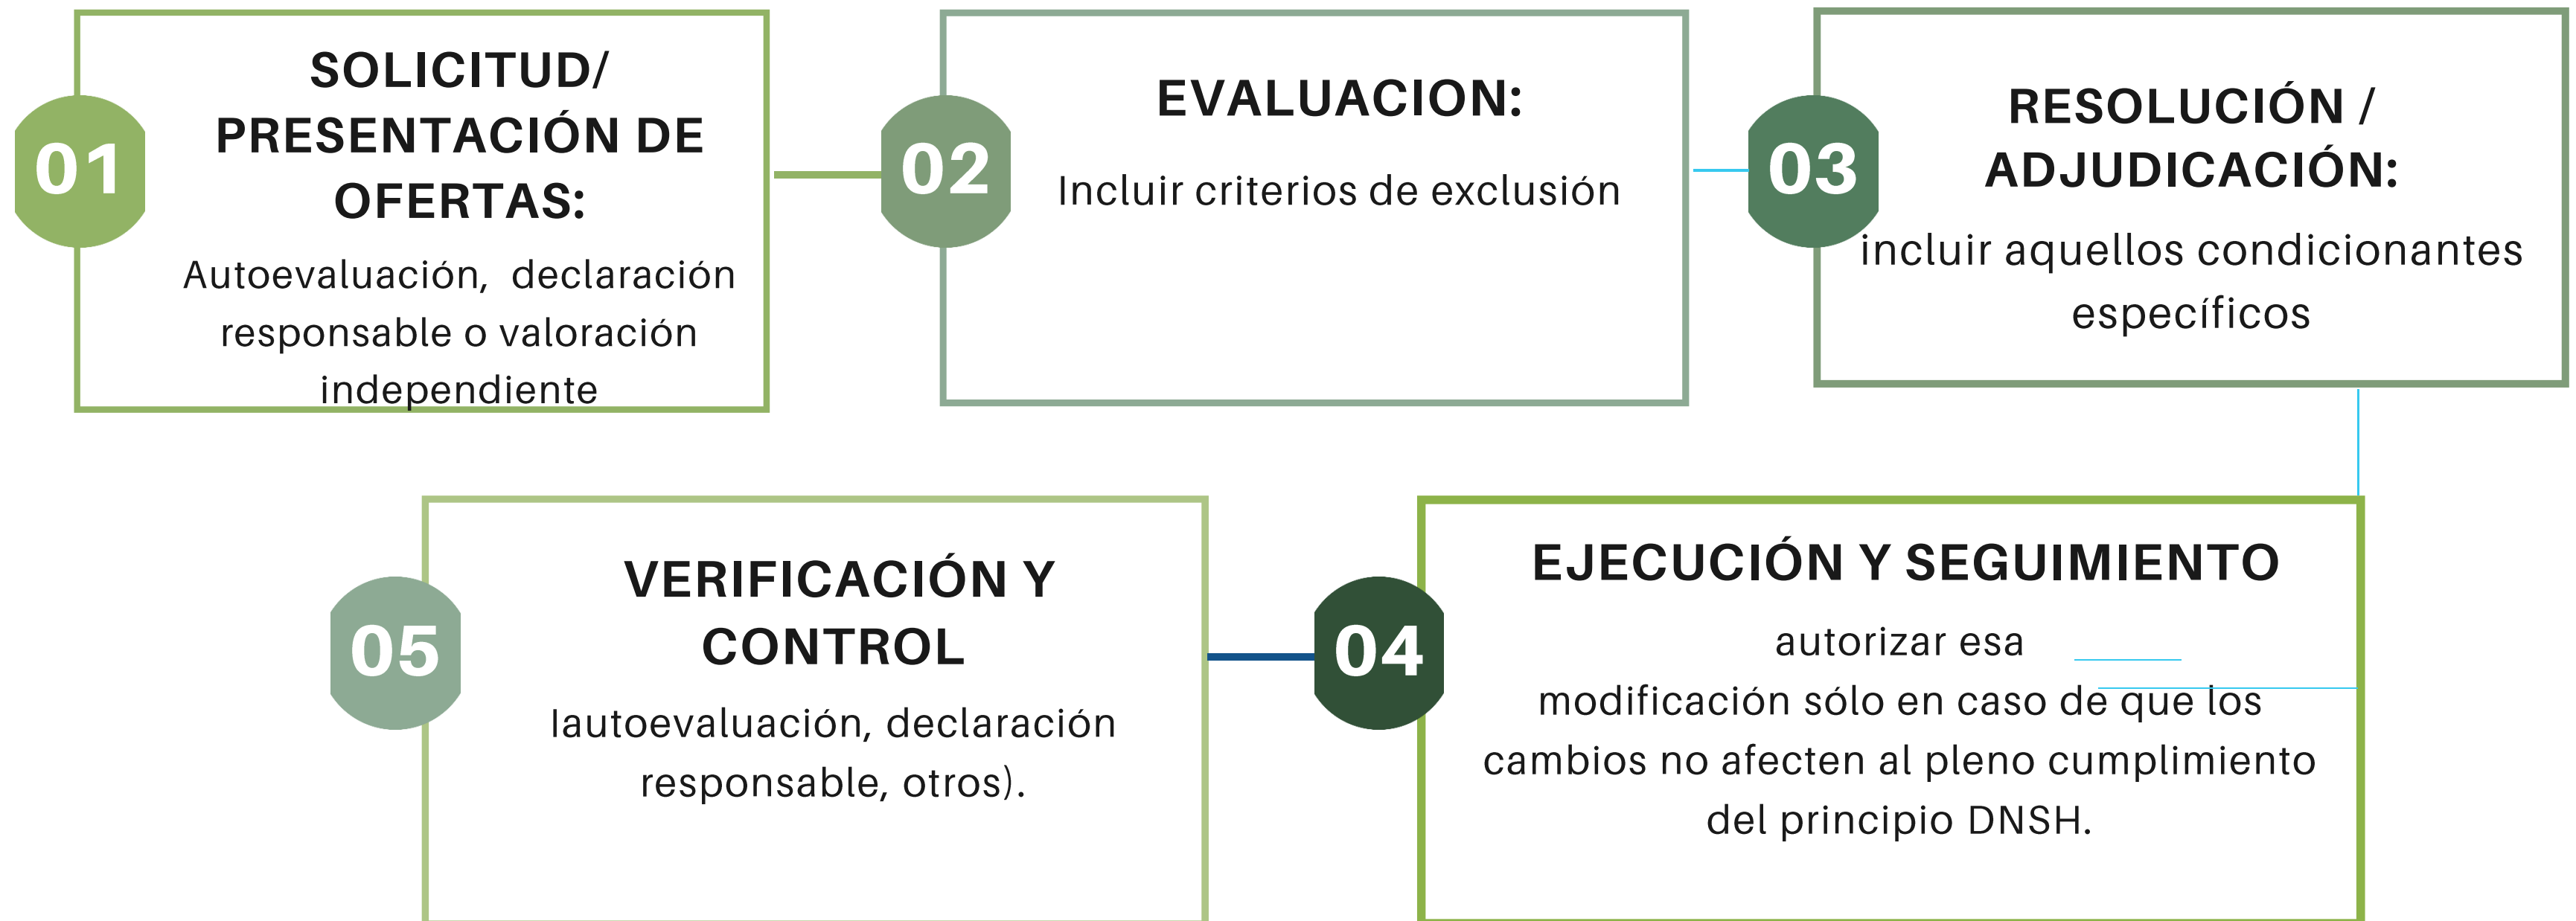 01
SOLICITUD/
PRESENTACIÓN DE
OFERTAS:
Autoevaluación, declaración
responsable o valoración
independiente
02
EVALUACION:
Incluir criterios de exclusión
03
RESOLUCIÓN /
ADJUDICACIÓN:
incluir aquellos condicionantes
específicos
04
EJECUCIÓN Y SEGUIMIENTO
autorizar esa
modificación sólo en caso de que los
cambios no afecten al pleno cumplimiento
del principio DNSH.
05
VERIFICACIÓN Y
CONTROL
lautoevaluación, declaración
responsable, otros).